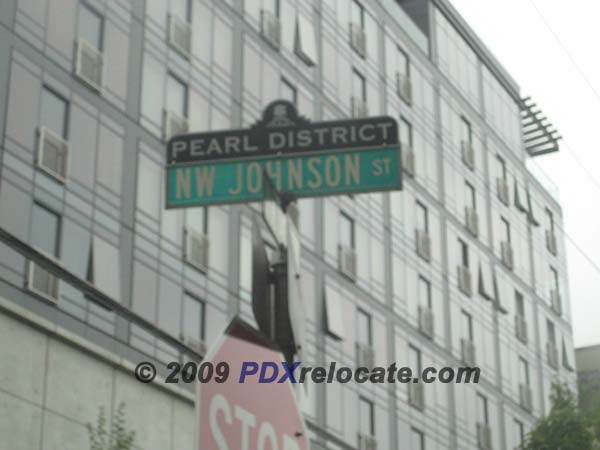 PEARL DISTRICT
NW JOHNSON ST
© 2009 PDXrelocate.com
STOP